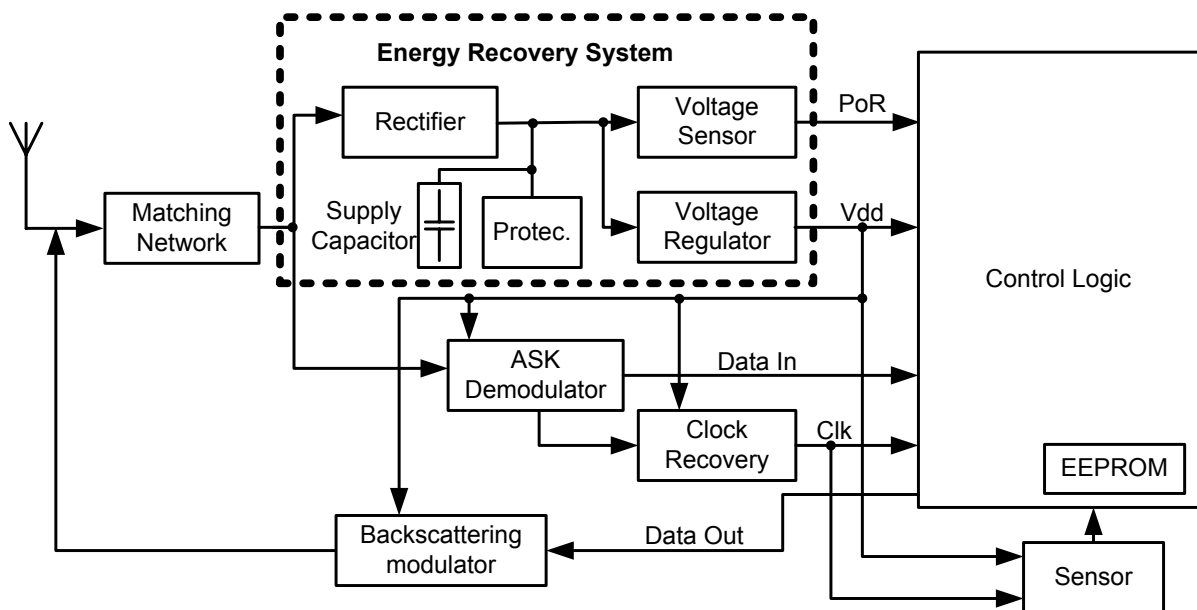 Energy Recovery System
Rectifier
Voltage
Sensor
PoR
Matching
Network
Supply
Capacitor
Protec.
Voltage
Regulator
Vdd
Control Logic
ASK
Demodulator
Data In
Clock
Recovery
Clk
EEPROM
Backscattering
modulator
Data Out
Sensor